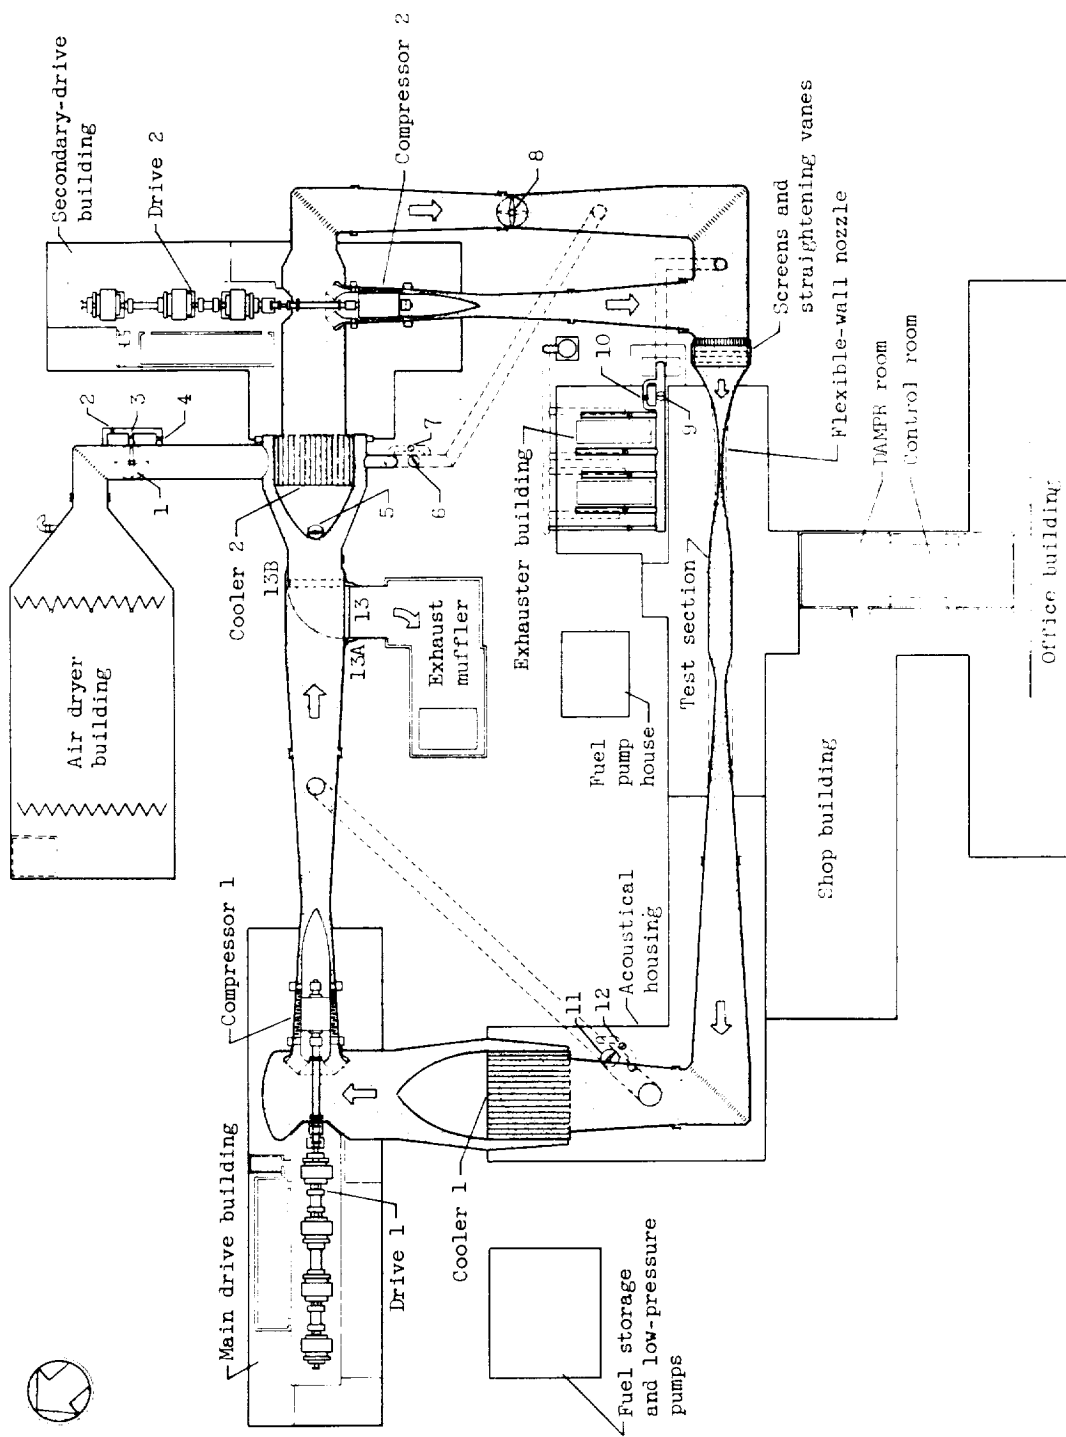 Secondary-drive
building
Drive 2
Compressor 2
8
2
3
4
1
Air dryer
building
Cooler 2
5
6
7
13B
13
13A
Exhaust
muffler
Exhauster building
10
9
Screens and
straightening vanes
Flexible-wall nozzle
DAMPR room
Control room
Office building
Test section
Fuel
pump
house
Shop building
Compressor 1
11
12
Acoustical
housing
Main drive building
Drive 1
Cooler 1
Fuel storage
and low-pressure
pumps